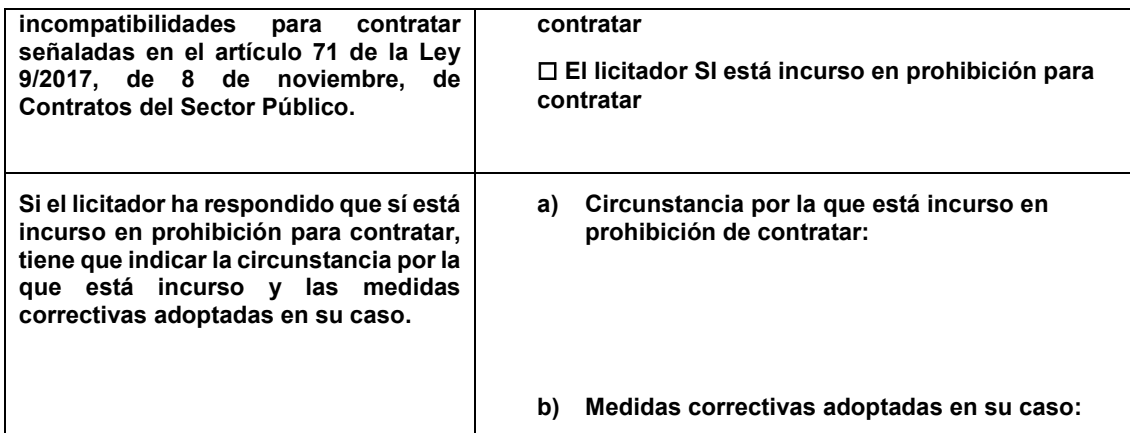 incompatibilidades para contratar
señaladas en el artículo 71 de la Ley
9/2017, de 8 de noviembre, de
Contratos del Sector Público.
contratar
☐ El licitador SI está incurso en prohibición para
contratar
Si el licitador ha respondido que sí está
incurso en prohibición para contratar,
tiene que indicar la circunstancia por la
que está incurso y las medidas
correctivas adoptadas en su caso.
a) Circunstancia por la que está incurso en
prohibición de contratar:
b) Medidas correctivas adoptadas en su caso: